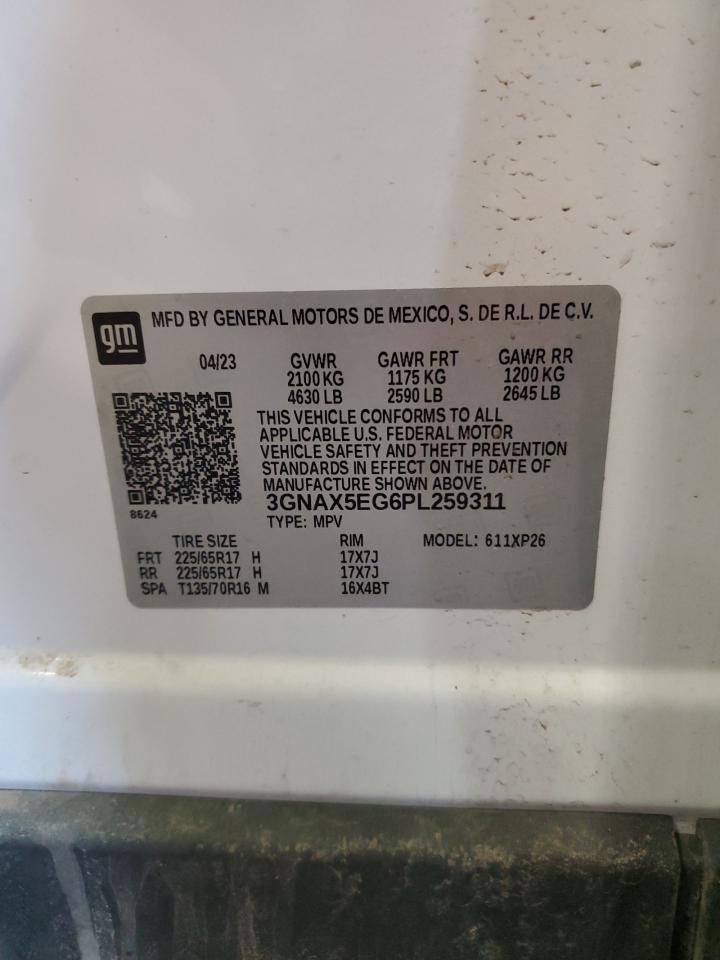 gm
MFD BY GENERAL MOTORS DE MEXICO, S. DE R.L. DE C.V.
04/23 GVWR GAWR FRT GAWR RR
2100 KG 1175 KG 1200 KG
4630 LB 2590 LB 2645 LB
THIS VEHICLE CONFORMS TO ALL
APPLICABLE U.S. FEDERAL MOTOR
VEHICLE SAFETY AND THEFT PREVENTION
STANDARDS IN EFFECT ON THE DATE OF
MANUFACTURE SHOWN ABOVE.
3GNAX5EG6PL259311
8624
TYPE: MPV
TIRE SIZE RIM MODEL: 611XP26
FRT 225/65R17 H 17X7J
RR 225/65R17 H 17X7J
SPA T135/70R16 M 16X4BT